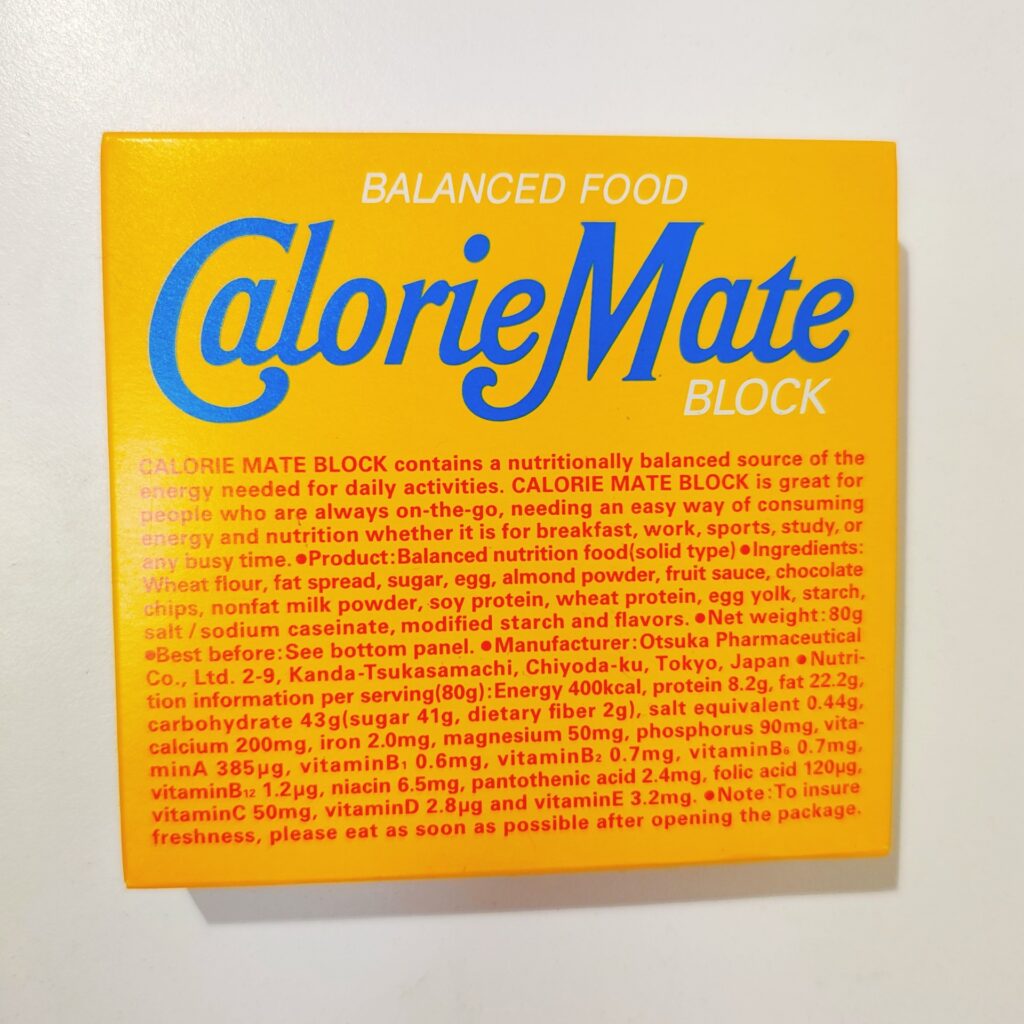 BALANCED FOOD
CalorieMate
BLOCK
CALORIE MATE BLOCK contains a nutritionally balanced source of the
energy needed for daily activities. CALORIE MATE BLOCK is great for
people who are always on-the-go, needing an easy way of consuming
energy and nutrition whether it is for breakfast, work, sports, study, or
any busy time. ●Product:Balanced nutrition food(solid type) ●Ingredients:
Wheat flour, fat spread, sugar, egg, almond powder, fruit sauce, chocolate
chips, nonfat milk powder, soy protein, wheat protein, egg yolk, starch,
salt/sodium caseinate, modified starch and flavors. ●Net weight:80g
●Best before:See bottom panel. ●Manufacturer:Otsuka Pharmaceutical
Co., Ltd. 2-9, Kanda-Tsukasamachi, Chiyoda-ku, Tokyo, Japan ●Nutri-
tion information per serving(80g):Energy 400kcal, protein 8.2g, fat 22.2g,
carbohydrate 43g(sugar 41g, dietary fiber 2g), salt equivalent 0.44g,
calcium 200mg, iron 2.0mg, magnesium 50mg, phosphorus 90mg, vita-
minA 385μg, vitaminB₁ 0.6mg, vitaminB₂ 0.7mg, vitaminB₆ 0.7mg,
vitaminB₁₂ 1.2μg, niacin 6.5mg, pantothenic acid 2.4mg, folic acid 120μg,
vitaminC 50mg, vitaminD 2.8μg and vitaminE 3.2mg. ●Note:To insure
freshness, please eat as soon as possible after opening the package.